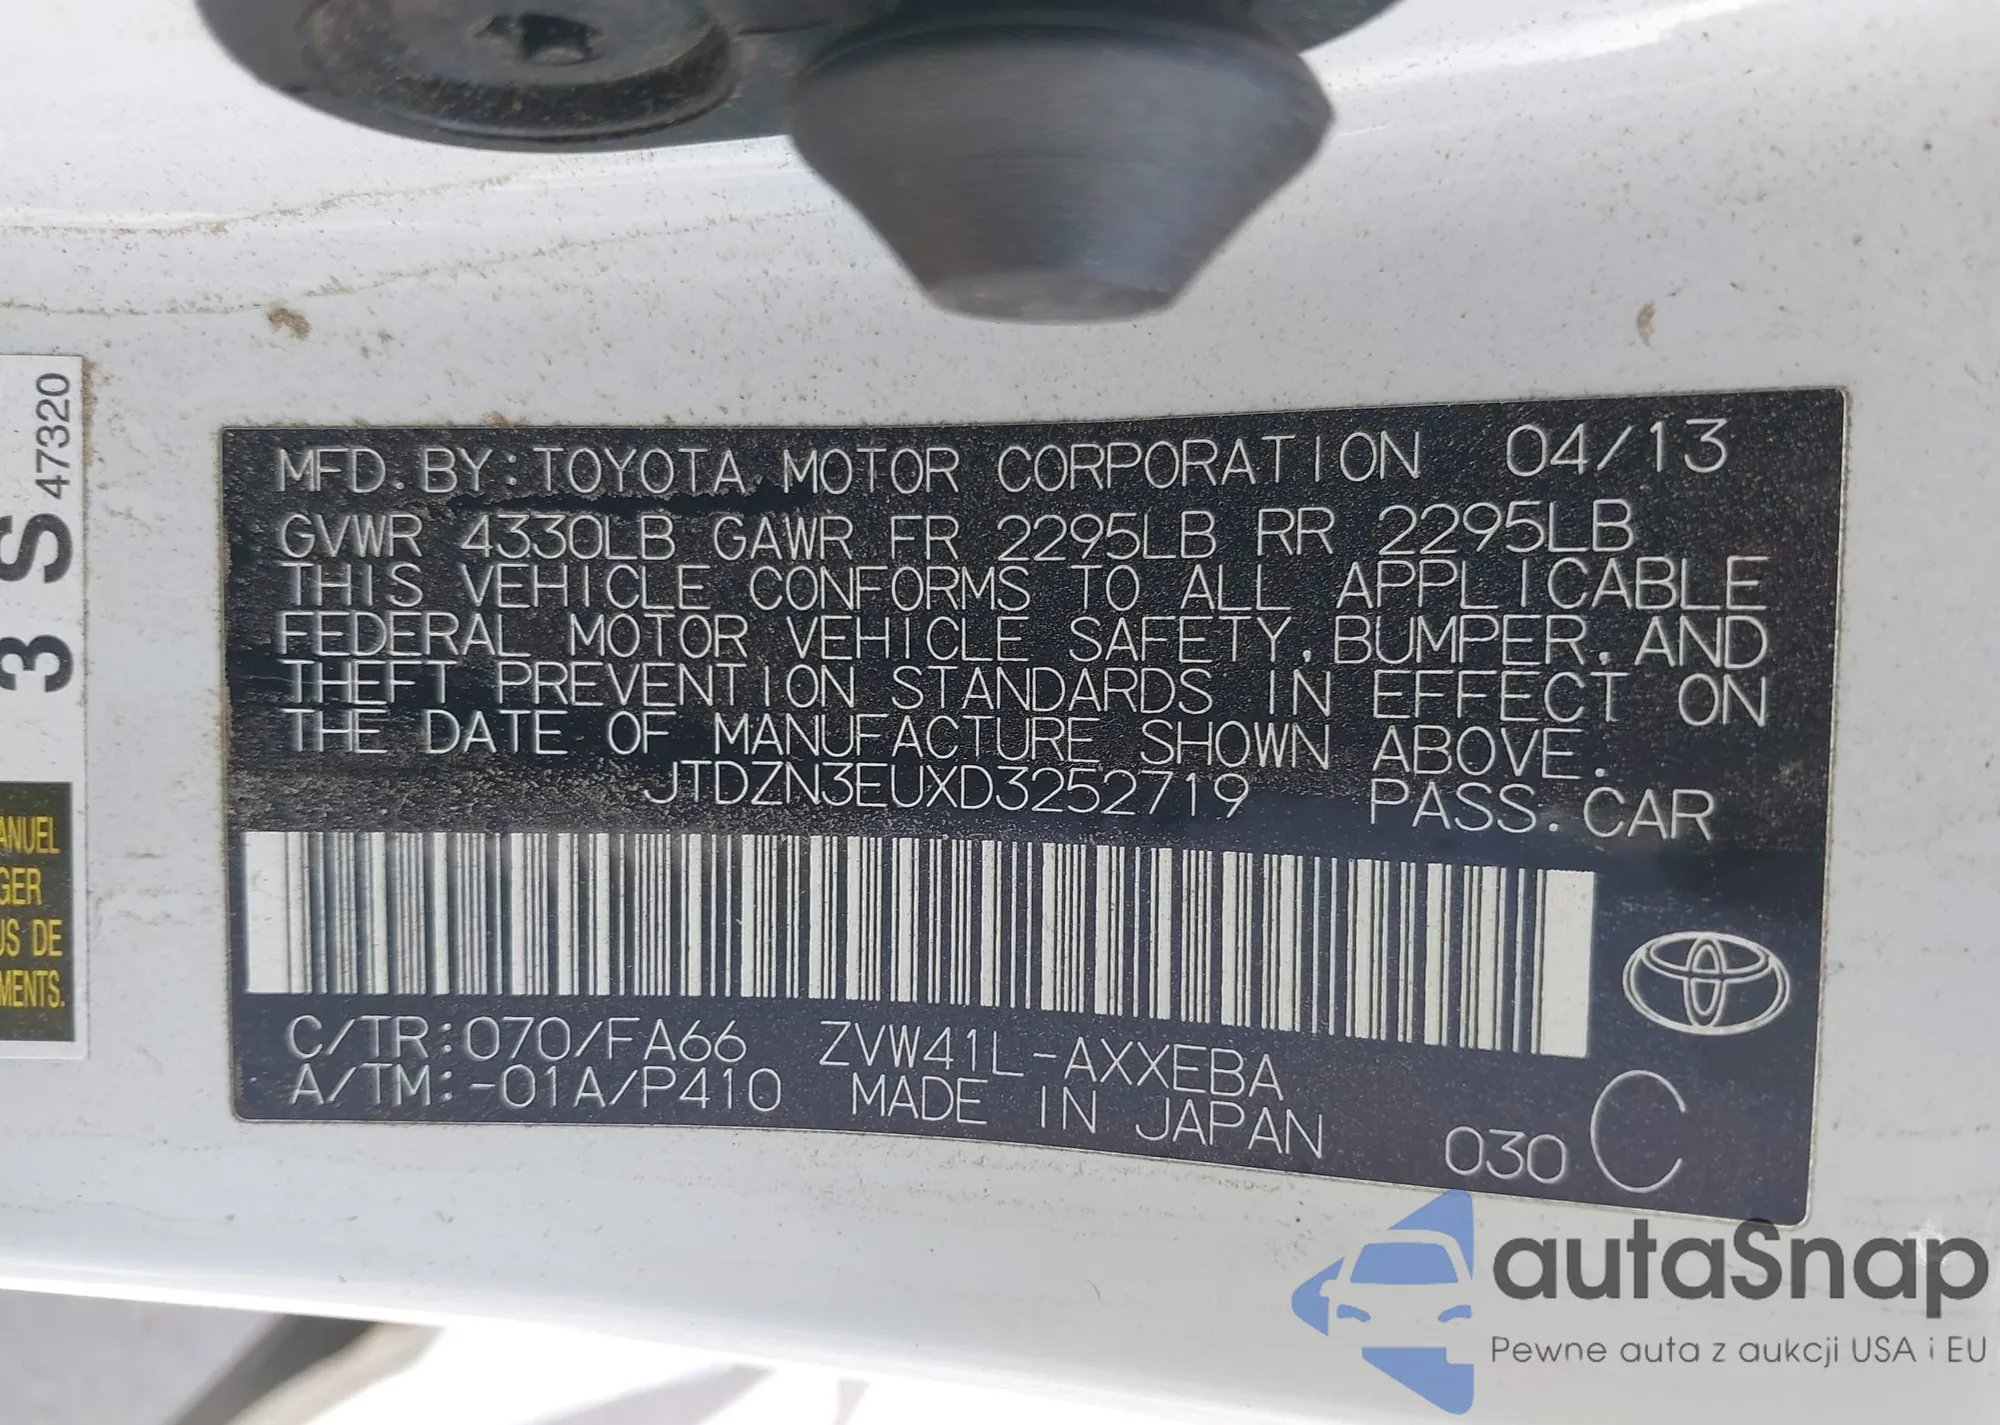 MFD. BY: TOYOTA MOTOR CORPORATION 04/13
GVWR 4330LB GAWR FR 2295LB RR 2295LB
THIS VEHICLE CONFORMS TO ALL APPLICABLE
FEDERAL MOTOR VEHICLE SAFETY, BUMPER, AND
THEFT PREVENTION STANDARDS IN EFFECT ON
THE DATE OF MANUFACTURE SHOWN ABOVE.
JTDZN3EUXD3252719 PASS. CAR
C/TR:070/FA66 ZVW41L-AXXEBA
A/TM:-01A/P410 MADE IN JAPAN
030 C
3 S 47320
ANUEL
GER
US DE
MENTS.
autaSnap
Pewne auta z aukcji USA i EU